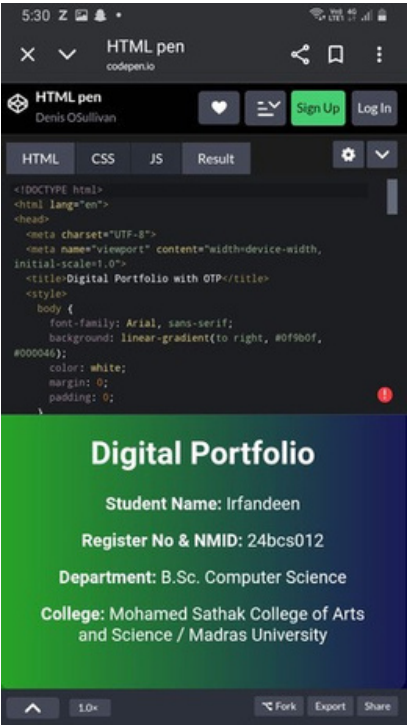 5:30 Z
HTML pen
codepen.io
HTML pen
Denis OSullivan
Sign Up
Log In
HTML CSS JS Result
<!DOCTYPE html>
<html lang="en">
<head>
<meta charset="UTF-8">
<meta name="viewport" content="width=device-width,
initial-scale=1.0">
<title>Digital Portfolio with OTP</title>
<style>
body {
font-family: Arial, sans-serif;
background: linear-gradient(to right, #0f9b0f,
#000046);
color: white;
margin: 0;
padding: 0;
}
Digital Portfolio
Student Name: Irfandeen
Register No & NMID: 24bcs012
Department: B.Sc. Computer Science
College: Mohamed Sathak College of Arts
and Science / Madras University
1.0×
Fork Export Share